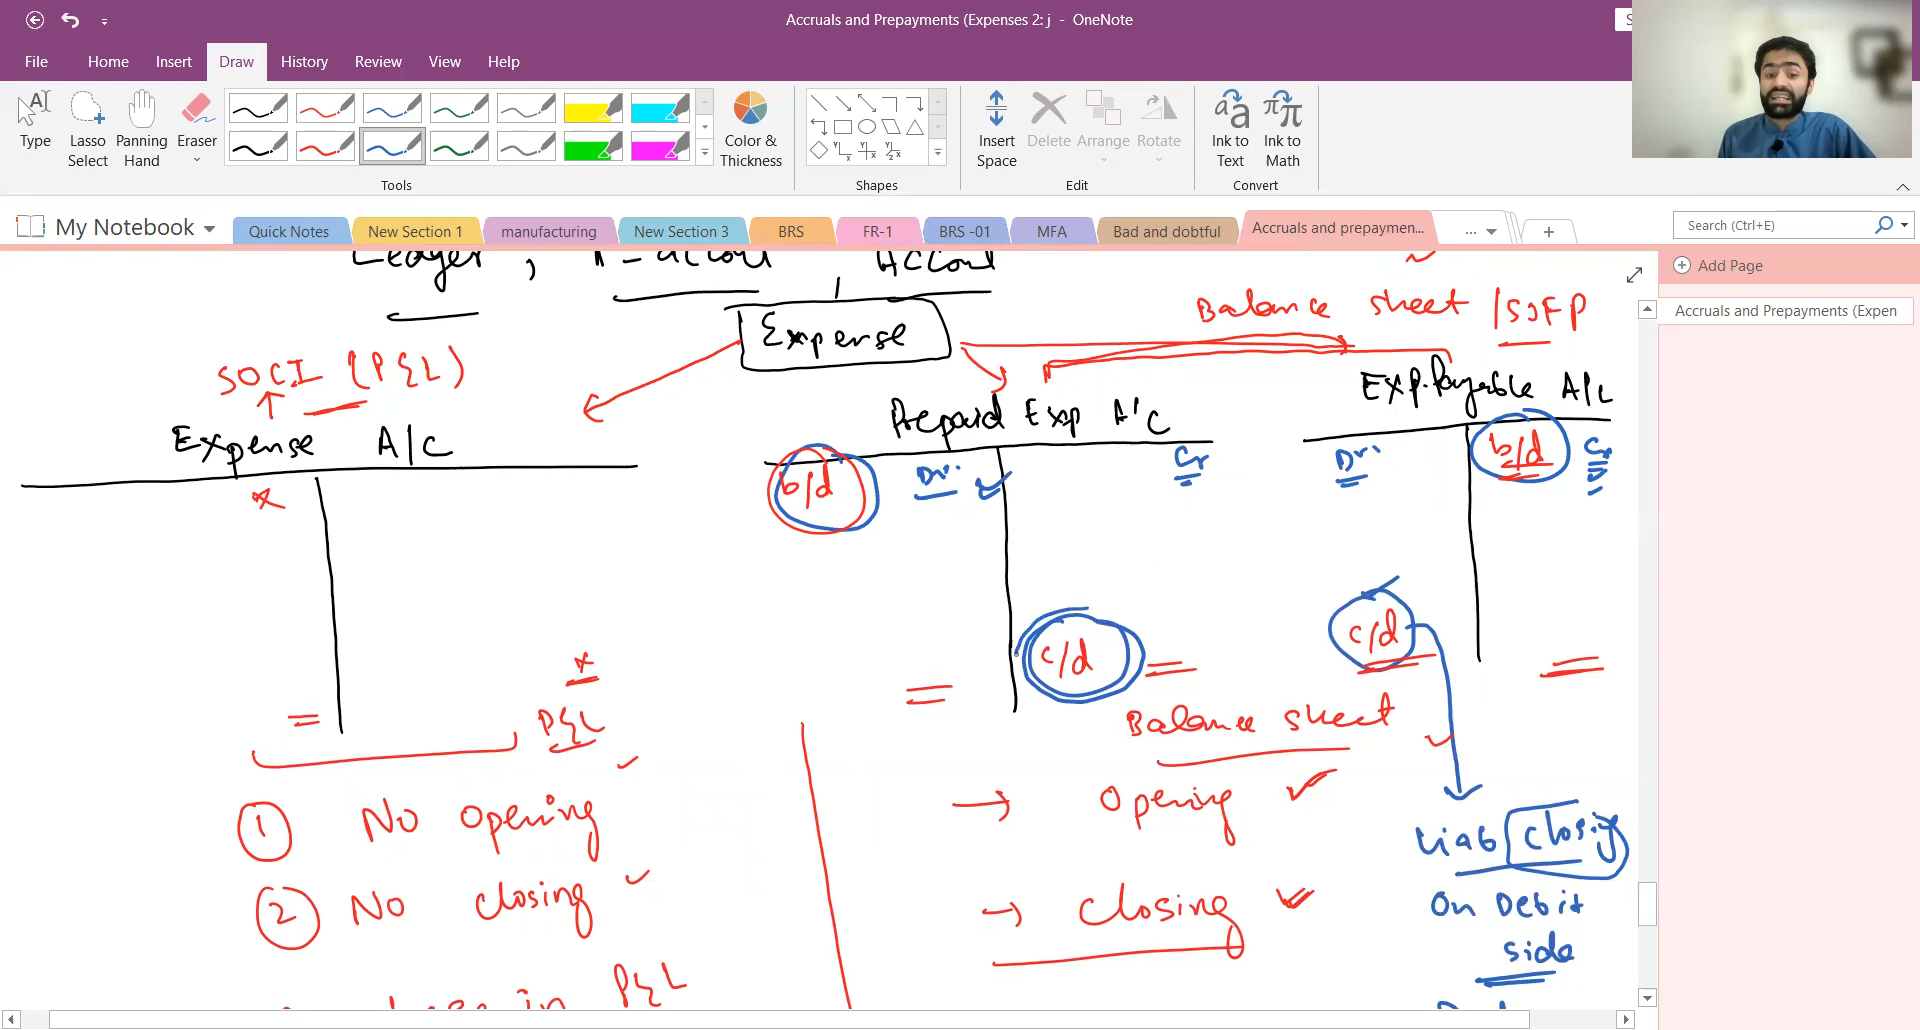 Accruals and Prepayments (Expenses 2: j - OneNote
File Home Insert Draw History Review View Help
Type
Lasso Select
Panning Hand
Eraser
Color & Thickness
Insert Space
Delete
Arrange
Rotate
Ink to Text
Ink to Math
Tools
Shapes
Edit
Convert
My Notebook
Quick Notes
New Section 1
manufacturing
New Section 3
BRS
FR-1
BRS -01
MFA
Bad and doubtful
Accruals and prepaymen...
...
Search (Ctrl+E)
Add Page
Accruals and Prepayments (Expen
Ledger, T-account, Account
Expense
Balance sheet / SOFP
SOCI (P&L)
Expense A/C
Prepaid Exp A/C
Exp.Payable A/C
b/d Dr. Cr
Dr. b/d Cr
c/d
c/d
P&L
Balance sheet
1 No opening
→ Opening
Liab closing
2 No closing
→ closing
On Debit
side
in P&L